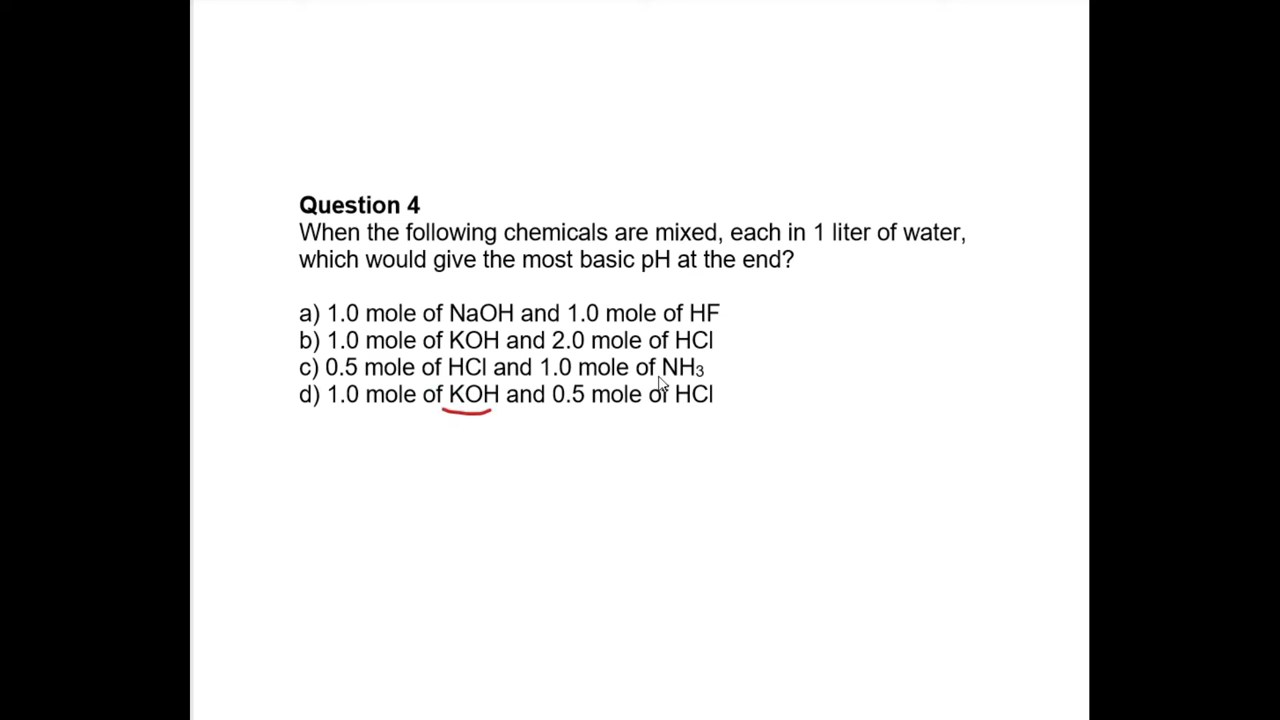 Question 4
When the following chemicals are mixed, each in 1 liter of water,
which would give the most basic pH at the end?
a) 1.0 mole of NaOH and 1.0 mole of HF
b) 1.0 mole of KOH and 2.0 mole of HCl
c) 0.5 mole of HCl and 1.0 mole of NH₃
d) 1.0 mole of KOH and 0.5 mole of HCl